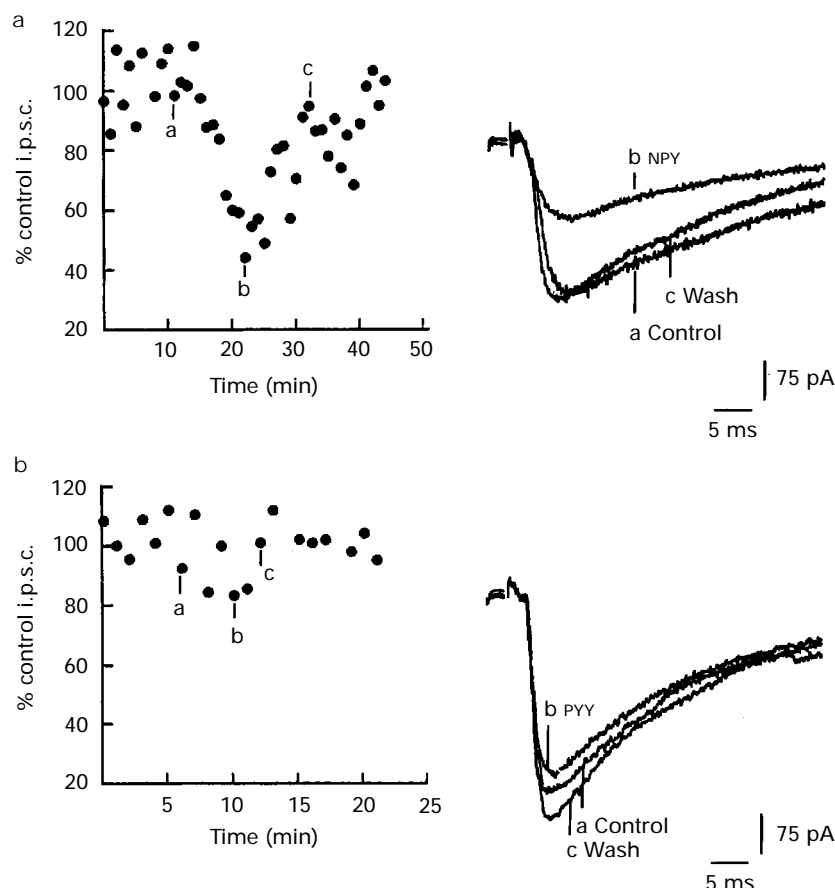 a
120
100
80
60
40
20
% control i.p.s.c.
a
b
c
0
10
20
30
40
50
Time (min)
b NPY
c Wash
a Control
75 pA
5 ms
b
120
100
80
60
40
20
% control i.p.s.c.
a
b
c
5
10
15
20
25
Time (min)
b PYY
a Control
c Wash
75 pA
5 ms